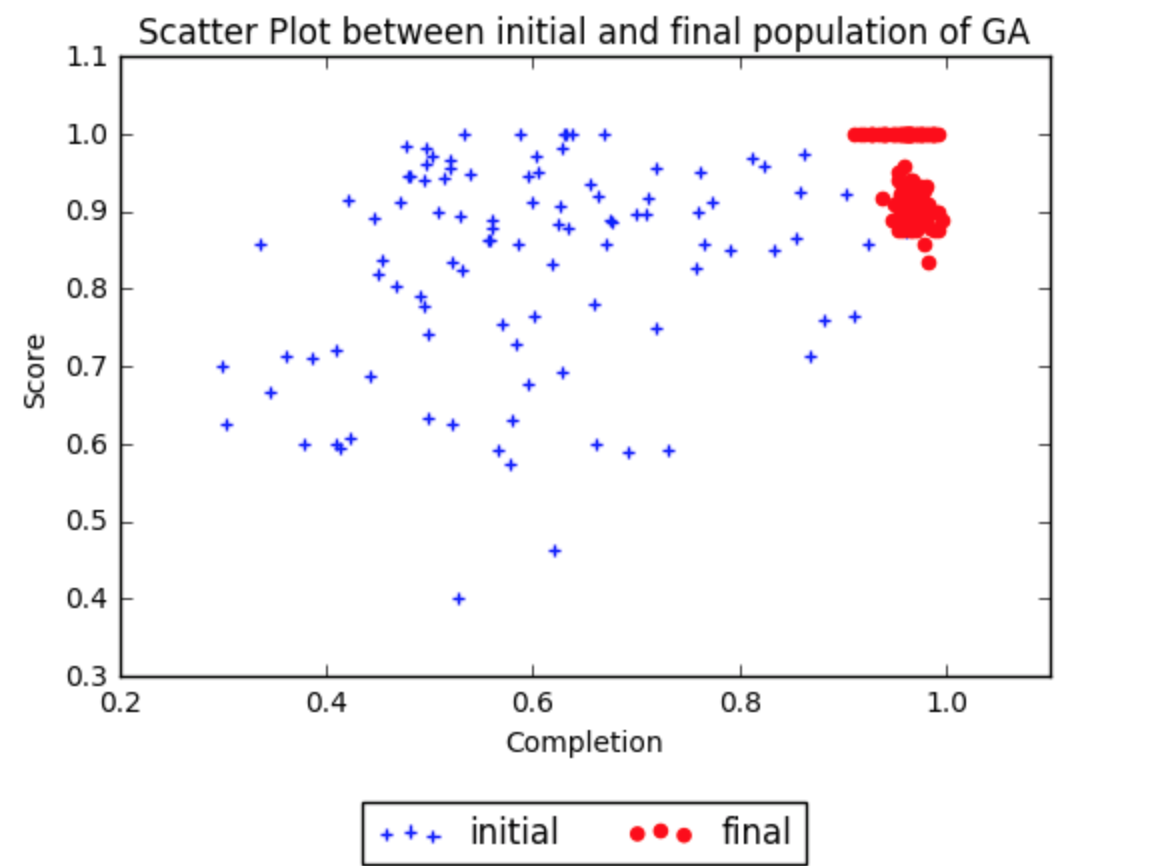 Scatter Plot between initial and final population of GA
1.1
1.0
0.9
0.8
0.7
0.6
0.5
0.4
0.3
Score
0.2 0.4 0.6 0.8 1.0
Completion
initial final